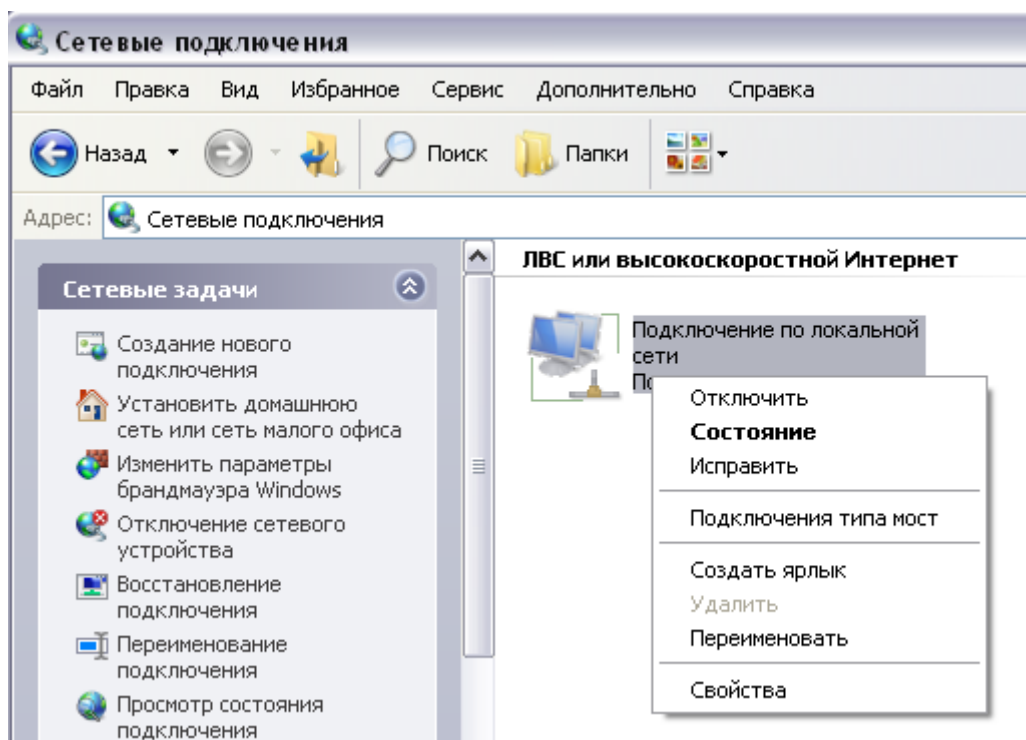 Сетевые подключения
Файл Правка Вид Избранное Сервис Дополнительно Справка
Назад Поиск Папки
Адрес: Сетевые подключения
Сетевые задачи
Создание нового
подключения
Установить домашнюю
сеть или сеть малого офиса
Изменить параметры
брандмауэра Windows
Отключение сетевого
устройства
Восстановление
подключения
Переименование
подключения
Просмотр состояния
подключения
ЛВС или высокоскоростной Интернет
Подключение по локальной
сети
Отключить
Состояние
Исправить
Подключения типа мост
Создать ярлык
Удалить
Переименовать
Свойства